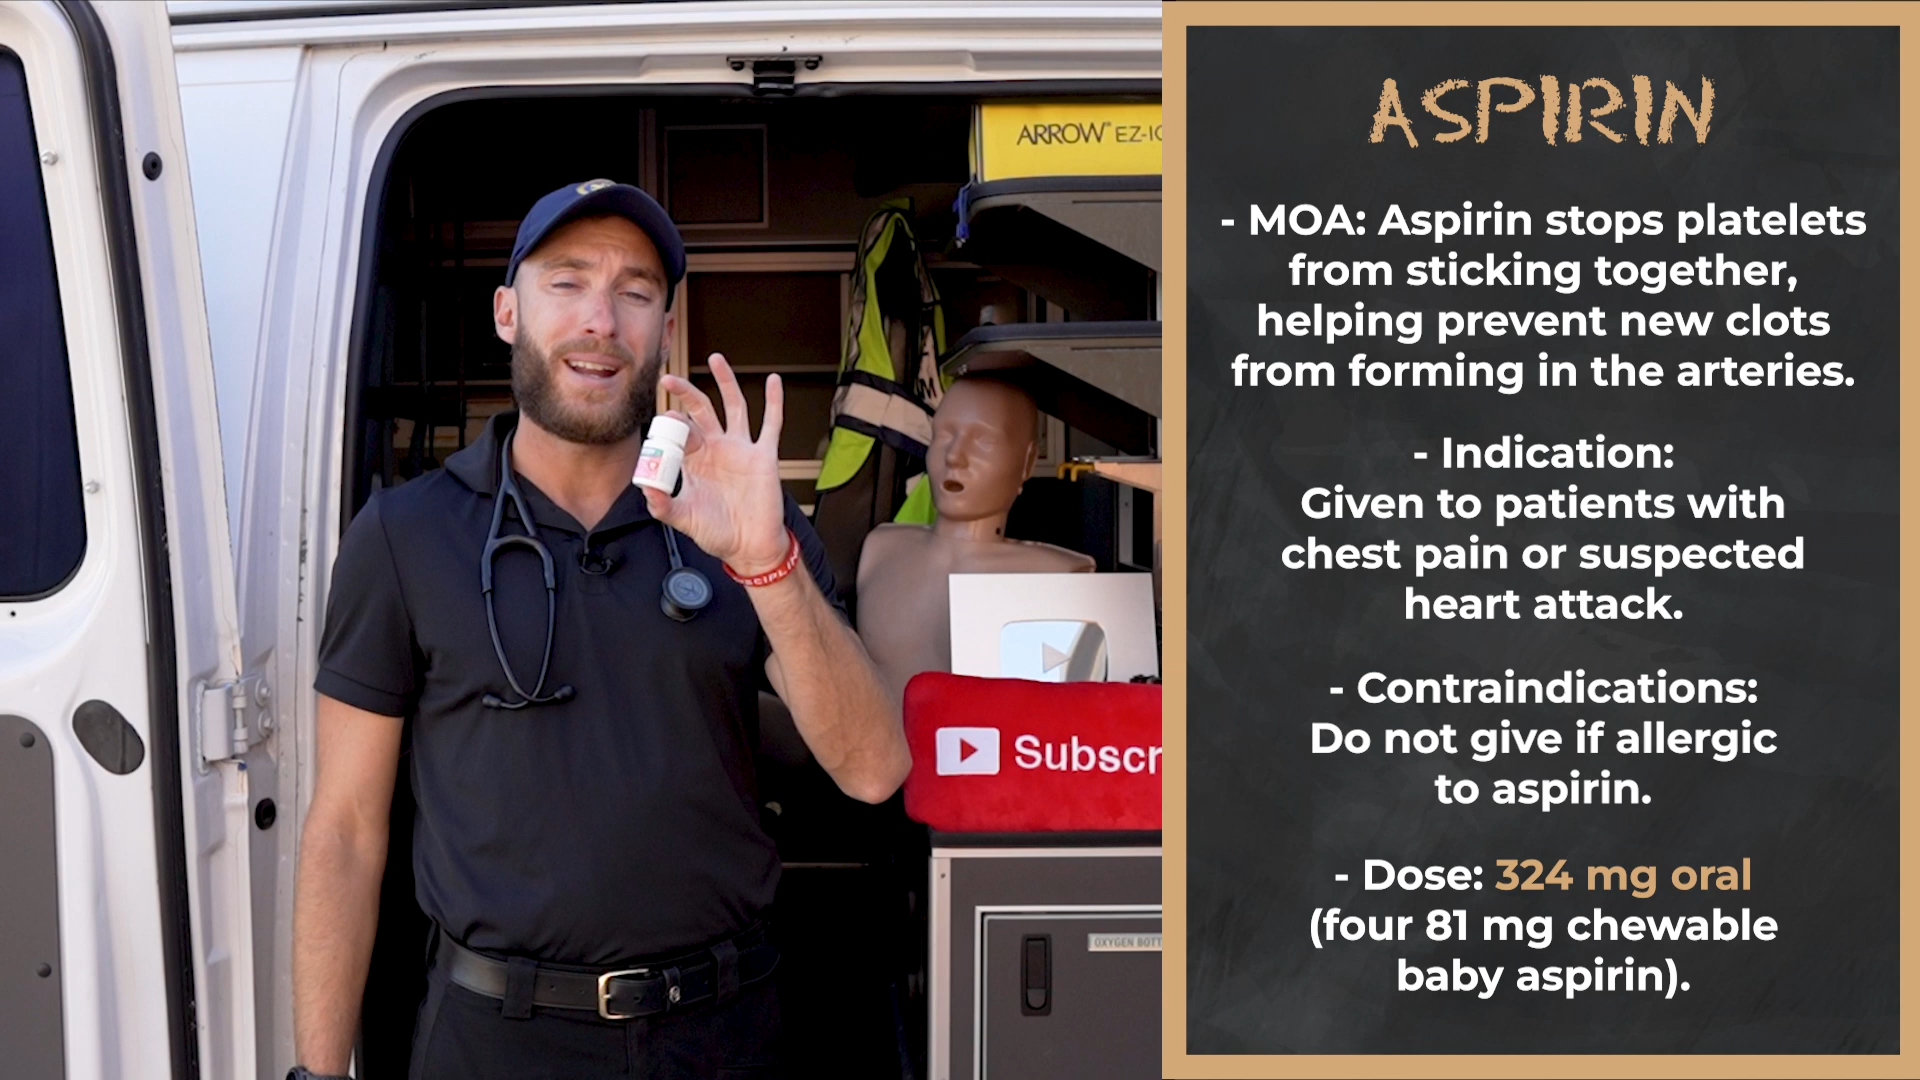 ARROW EZ-IO
DISCIPLIN
Subscr
OXYGEN BOTT
ASPIRIN
- MOA: Aspirin stops platelets
from sticking together,
helping prevent new clots
from forming in the arteries.
- Indication:
Given to patients with
chest pain or suspected
heart attack.
- Contraindications:
Do not give if allergic
to aspirin.
- Dose: 324 mg oral
(four 81 mg chewable
baby aspirin).